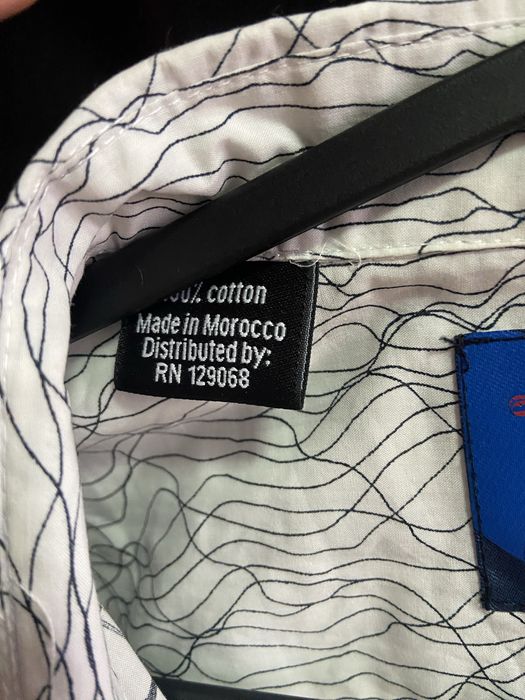 % cotton
Made in Morocco
Distributed by:
RN 129068